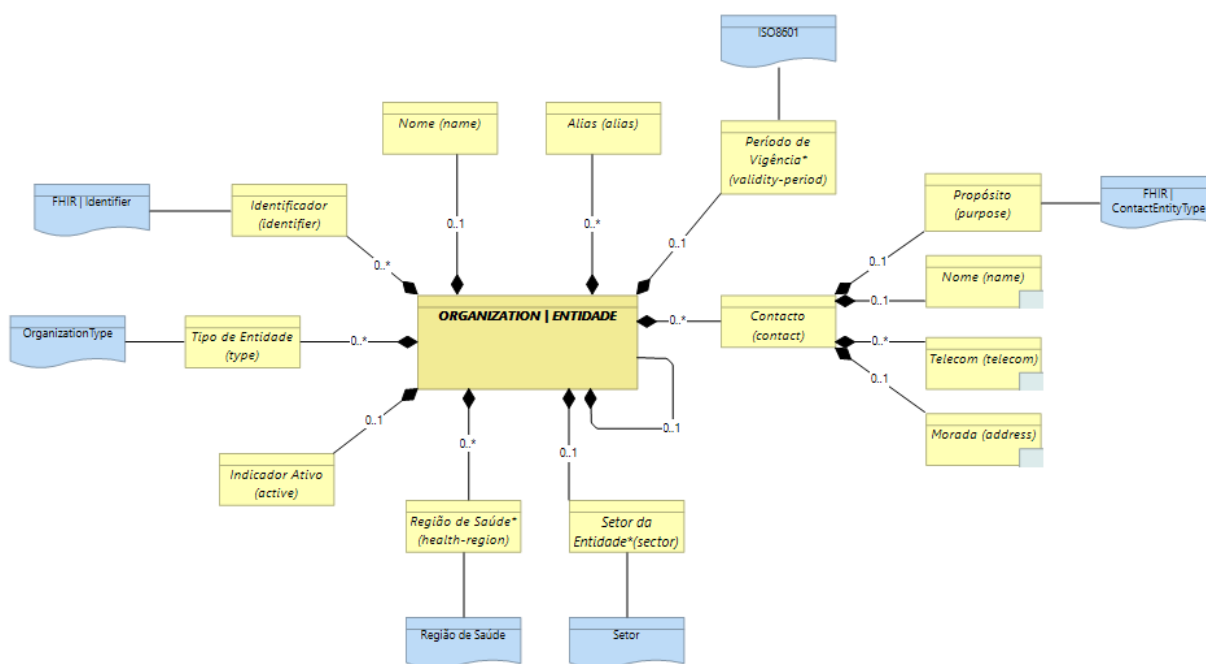 ISO8601
Nome (name)
Alias (alias)
Período de
Vigência*
(validity-period)
FHIR | Identifier
Identificador
(identifier)
Propósito
(purpose)
FHIR |
ContactEntityType
0..1
0..*
0..1
0..1
0..*
Nome (name)
0..1
ORGANIZATION | ENTIDADE
0..*
Contacto
(contact)
OrganizationType
Tipo de Entidade
(type)
0..*
0..*
Telecom (telecom)
0..1
0..1
0..1
Morada (address)
0..*
0..1
Indicador Ativo
(active)
Região de Saúde*
(health-region)
Setor da
Entidade*(sector)
Região de Saúde
Setor